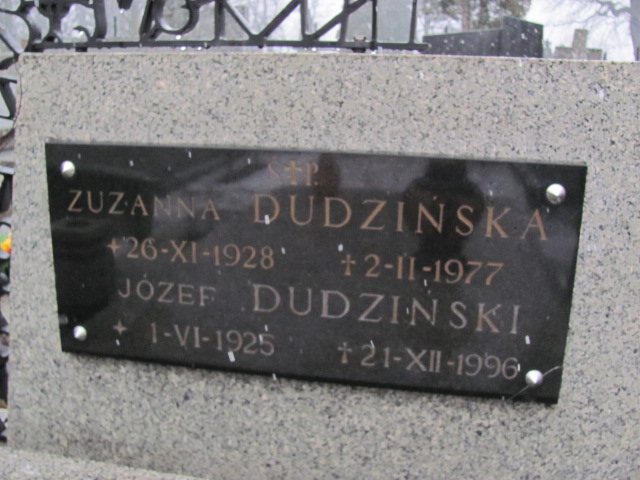 Ś✝P.
ZUZANNA DUDZIŃSKA
✦26-XI-1928 ✝2-II-1977
JÓZEF DUDZIŃSKI
✦ 1-VI-1925 ✝21-XII-1996